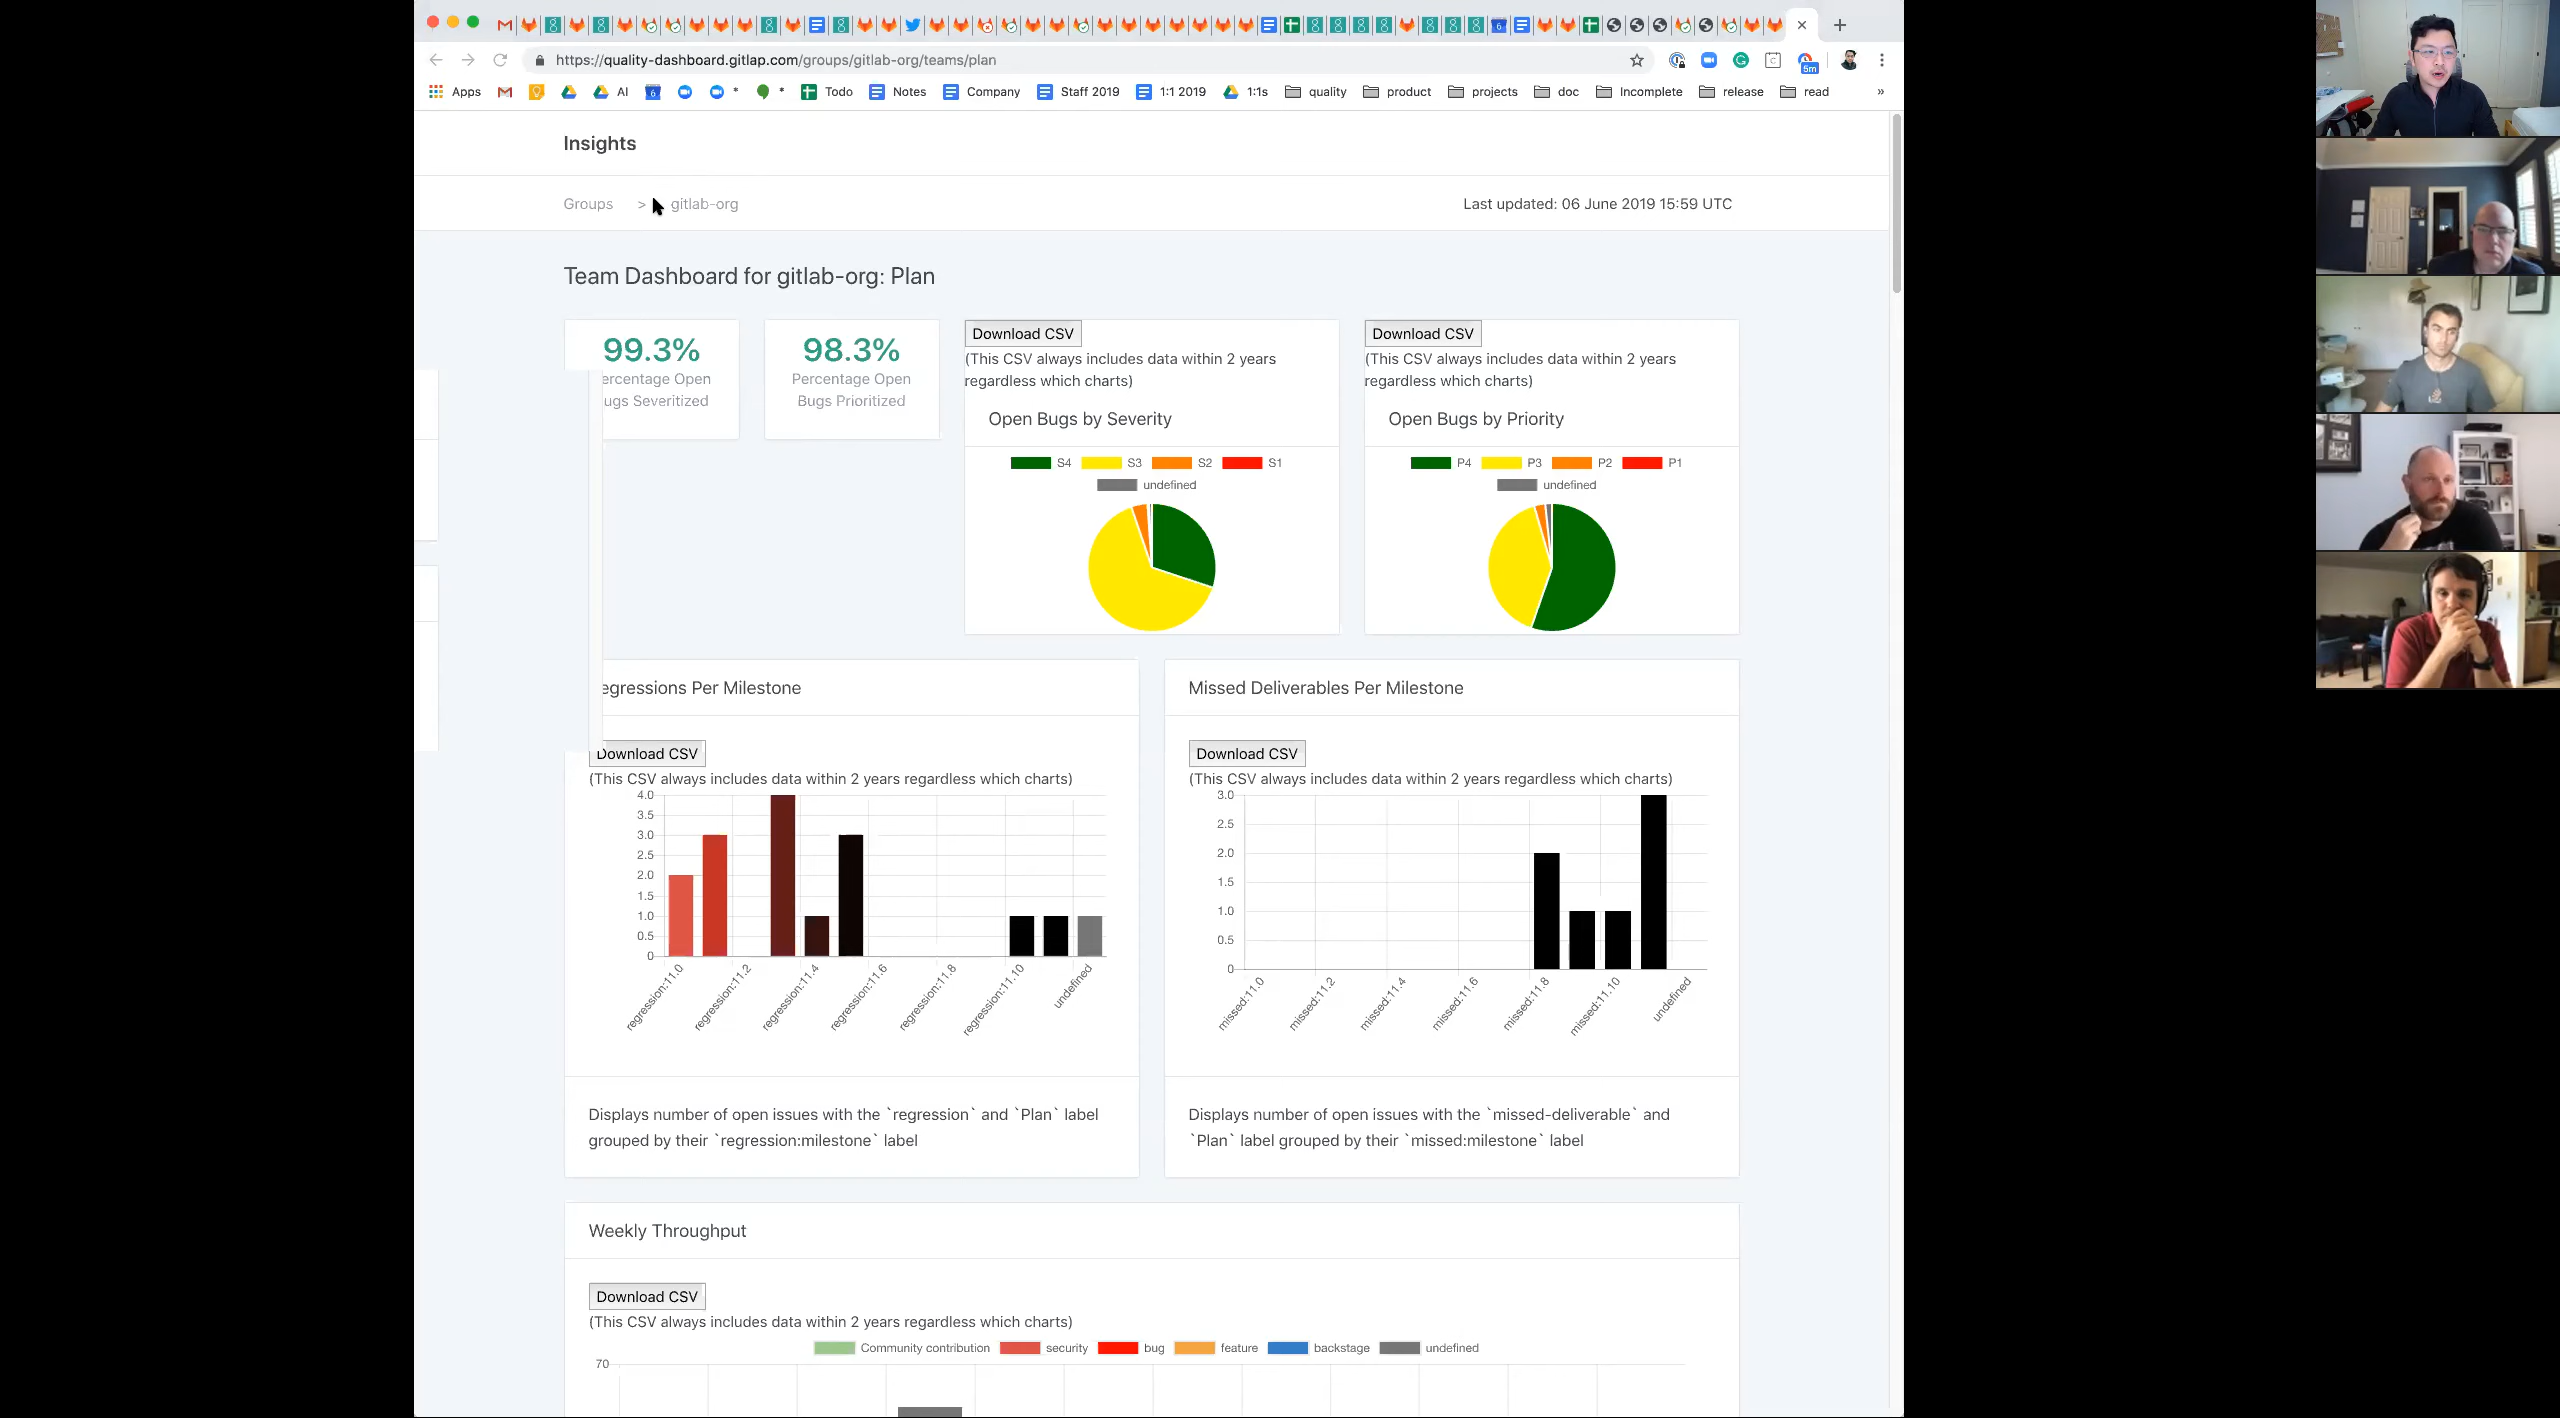 https://quality-dashboard.gitlap.com/groups/gitlab-org/teams/plan
5m
Apps AI 6 * * Todo Notes Company Staff 2019 1:1 2019 1:1s quality product projects doc Incomplete release read »
Insights
Groups > gitlab-org
Last updated: 06 June 2019 15:59 UTC
Team Dashboard for gitlab-org: Plan
99.3%
ercentage Open
ugs Severitized
98.3%
Percentage Open
Bugs Prioritized
Download CSV
(This CSV always includes data within 2 years
regardless which charts)
Open Bugs by Severity
S4 S3 S2 S1
undefined
Download CSV
(This CSV always includes data within 2 years
regardless which charts)
Open Bugs by Priority
P4 P3 P2 P1
undefined
egressions Per Milestone
Download CSV
(This CSV always includes data within 2 years regardless which charts)
4.0
3.5
3.0
2.5
2.0
1.5
1.0
0.5
0
regression:11.0
regression:11.2
regression:11.4
regression:11.6
regression:11.8
regression:11.10
undefined
Displays number of open issues with the `regression` and `Plan` label
grouped by their `regression:milestone` label
Missed Deliverables Per Milestone
Download CSV
(This CSV always includes data within 2 years regardless which charts)
3.0
2.5
2.0
1.5
1.0
0.5
0
missed:11.0
missed:11.2
missed:11.4
missed:11.6
missed:11.8
missed:11.10
undefined
Displays number of open issues with the `missed-deliverable` and
`Plan` label grouped by their `missed:milestone` label
Weekly Throughput
Download CSV
(This CSV always includes data within 2 years regardless which charts)
Community contribution security bug feature backstage undefined
70